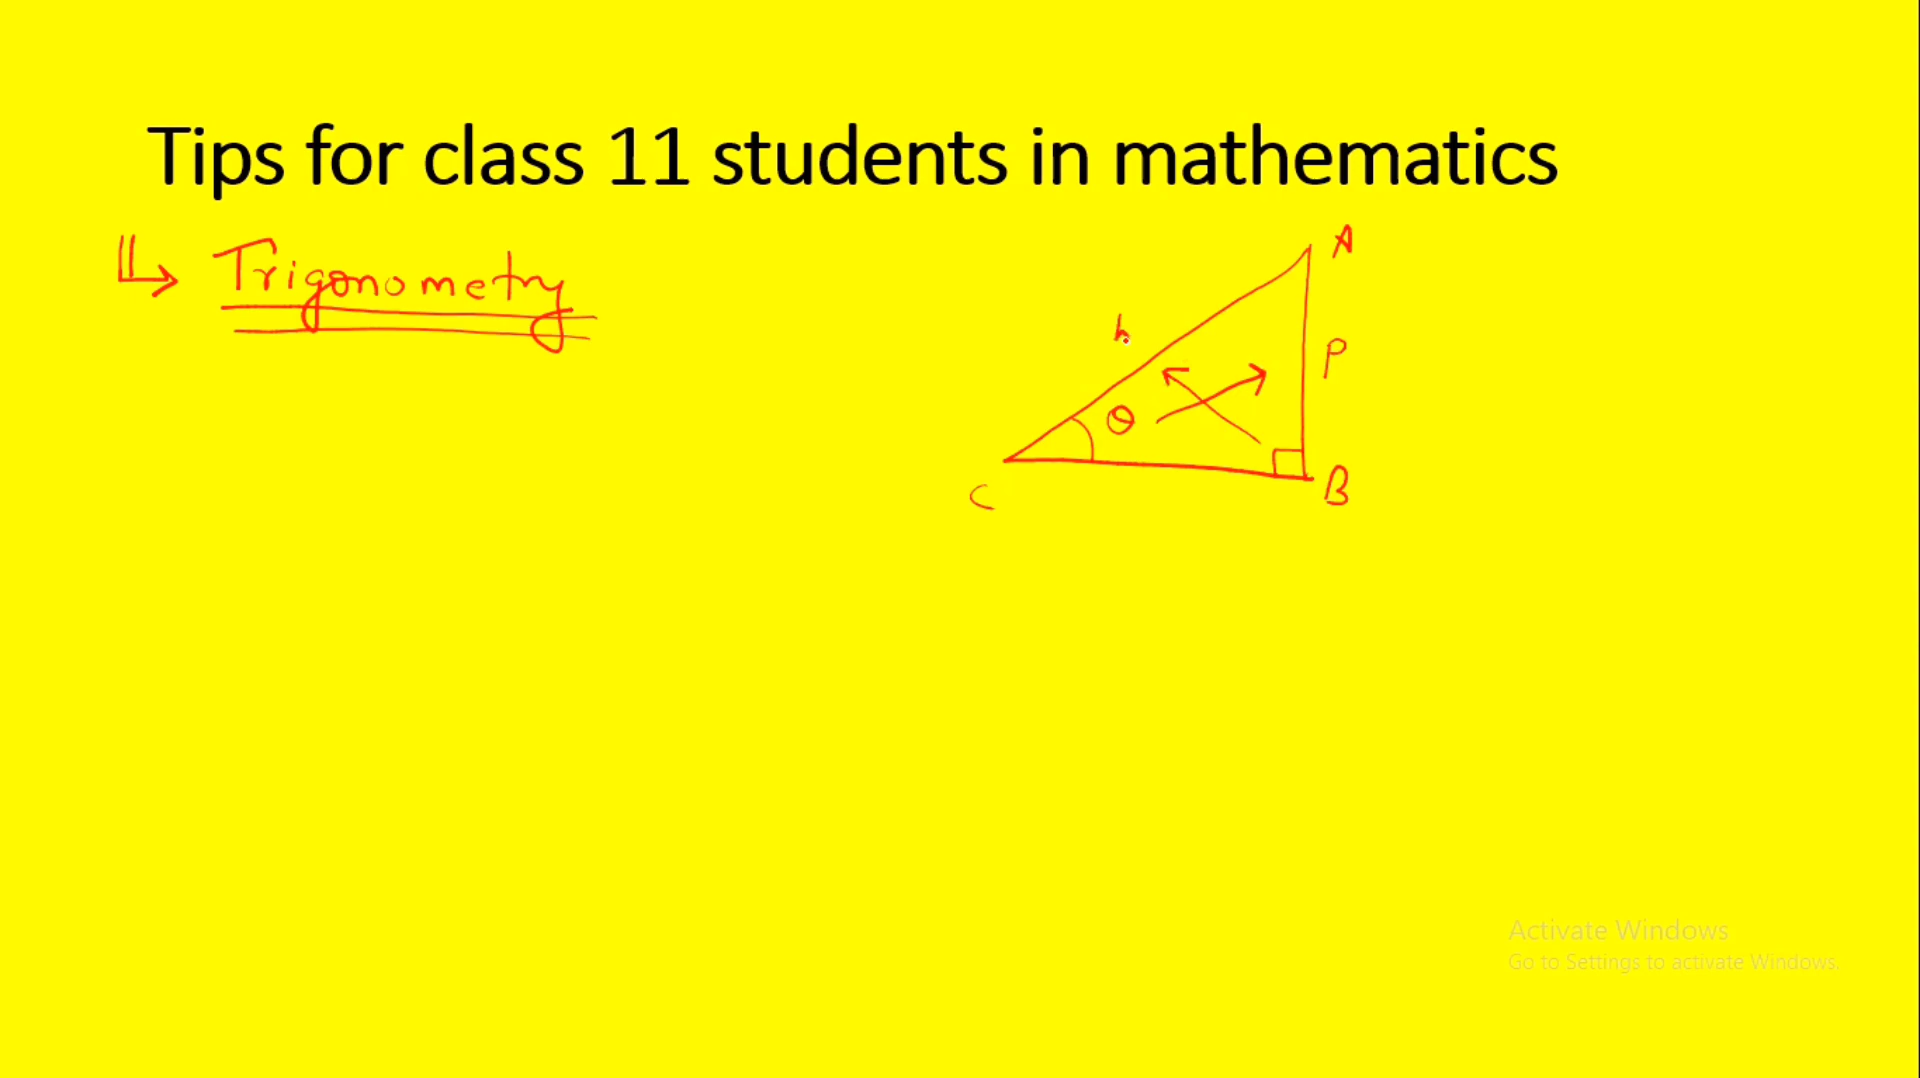 Tips for class 11 students in mathematics
Trigonometry
A
h
P
θ
C
B
Activate Windows
Go to Settings to activate Windows.